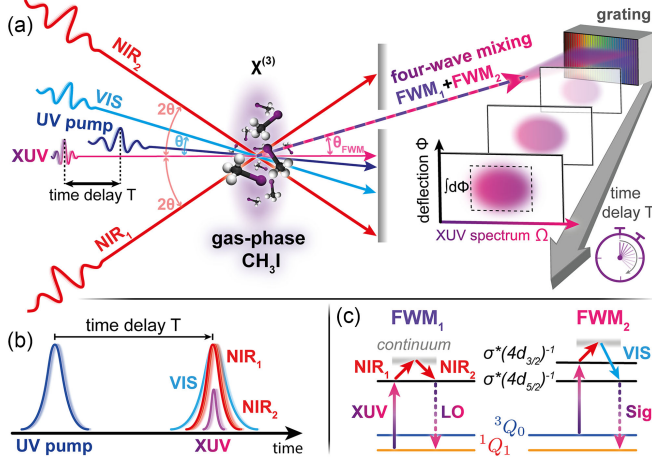 (a)
NIR₂
χ⁽³⁾
grating
VIS
four-wave mixing
FWM₁+FWM₂
UV pump
2θ
θ
θ_FWM
XUV
time delay T
2θ
NIR₁
gas-phase
CH₃I
deflection Φ
∫dΦ
XUV spectrum Ω
time
delay T
(b)
time delay T
VIS
NIR₁
NIR₂
UV pump
XUV
time
(c)
FWM₁
FWM₂
continuum
σ*(4d₃/₂)⁻¹
VIS
NIR₁
NIR₂
σ*(4d₅/₂)⁻¹
XUV
LO
Sig
³Q₀
¹Q₁